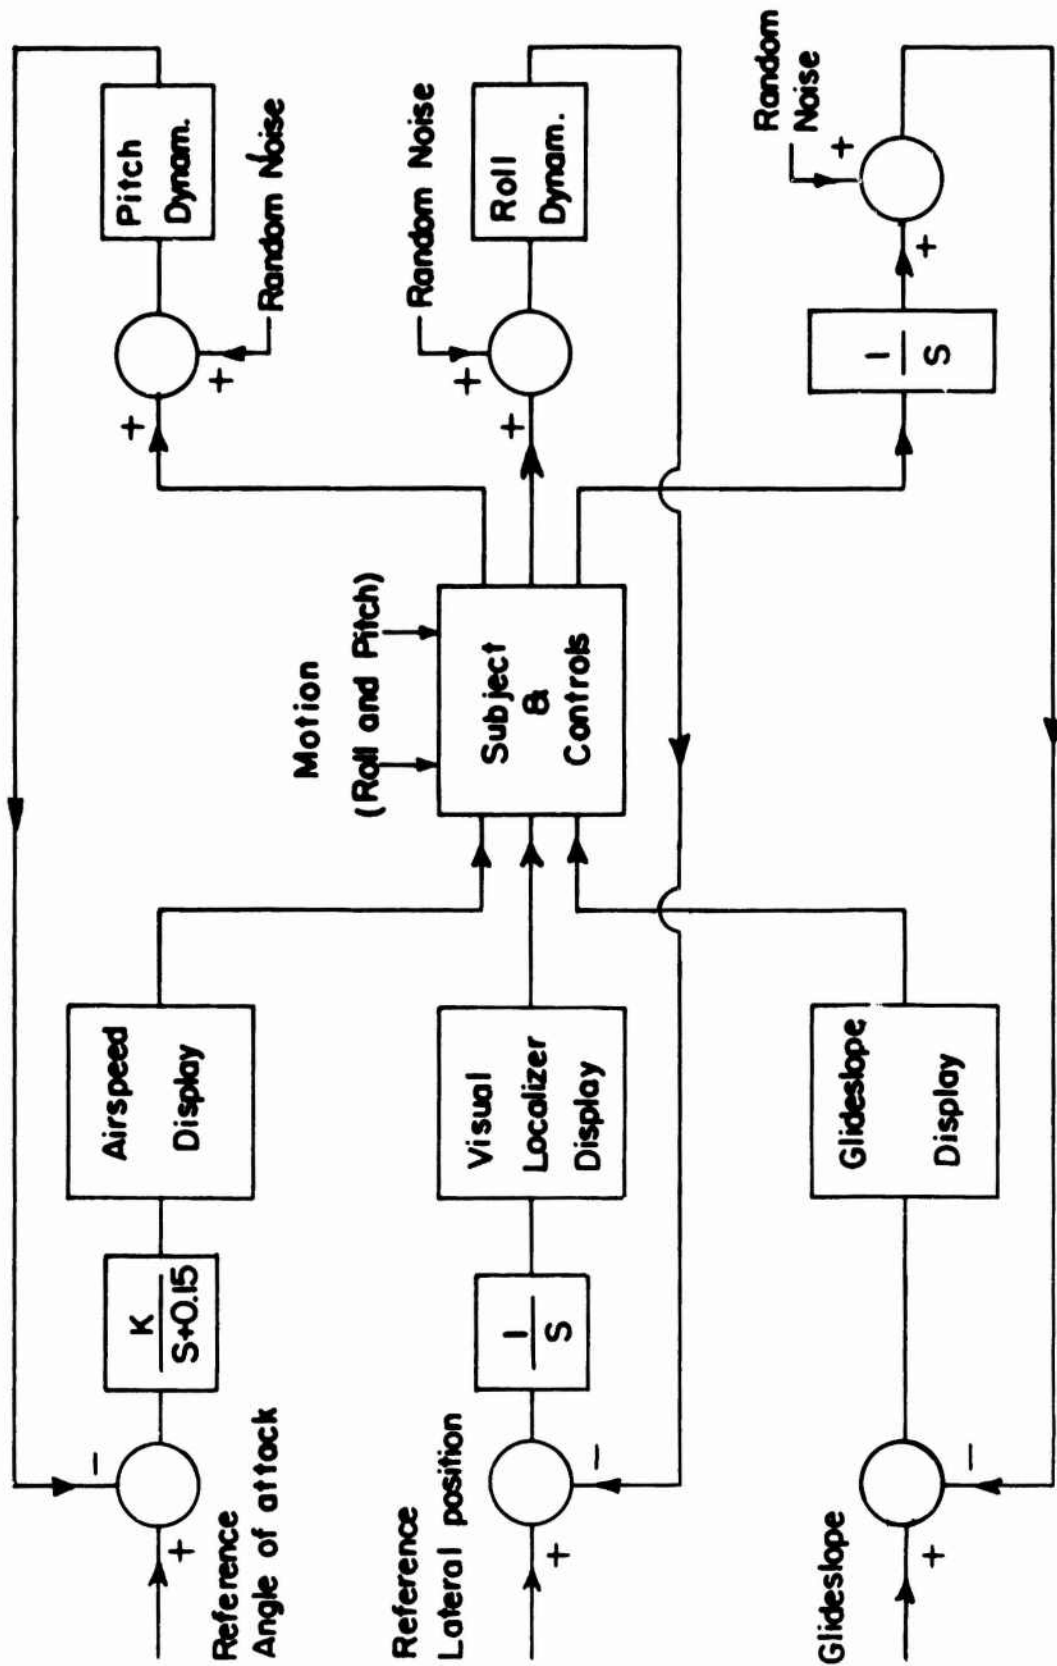 Reference
Angle of attack
+
−
K
S+0.15
Airspeed
Display
+
+
Random Noise
Pitch
Dynam.
Motion
(Roll and Pitch)
Reference
Lateral position
+
−
1
S
Visual
Localizer
Display
Subject
&
Controls
+
+
Random Noise
Roll
Dynam.
Glideslope
+
−
Glideslope
Display
1
S
+
+
Random
Noise